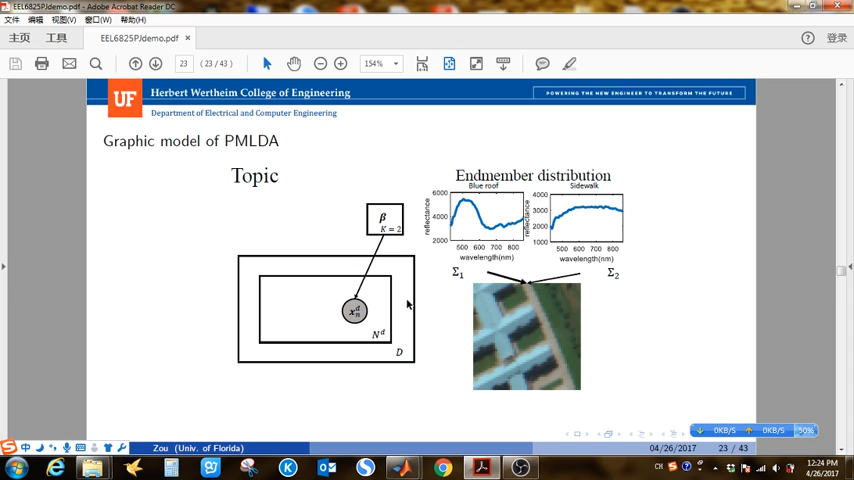 EEL6825PJdemo.pdf - Adobe Acrobat Reader DC
文件 编辑 视图(V) 窗口(W) 帮助(H)
主页 工具 EEL6825PJdemo.pdf × 登录
23 (23 / 43) 154%
UF Herbert Wertheim College of Engineering POWERING THE NEW ENGINEER TO TRANSFORM THE FUTURE
Department of Electrical and Computer Engineering
Graphic model of PMLDA
Topic Endmember distribution
Blue roof Sidewalk
6000
4000
2000
reflectance
500 600 700 800
wavelength(nm)
4000
3000
2000
1000
reflectance
500 600 700 800
wavelength(nm)
β
K = 2
Σ1 Σ2
x_n^d
N^d
D
0KB/S 0KB/S 50%
Zou (Univ. of Florida) 04/26/2017 23 / 43
中
CH
12:24 PM
4/26/2017